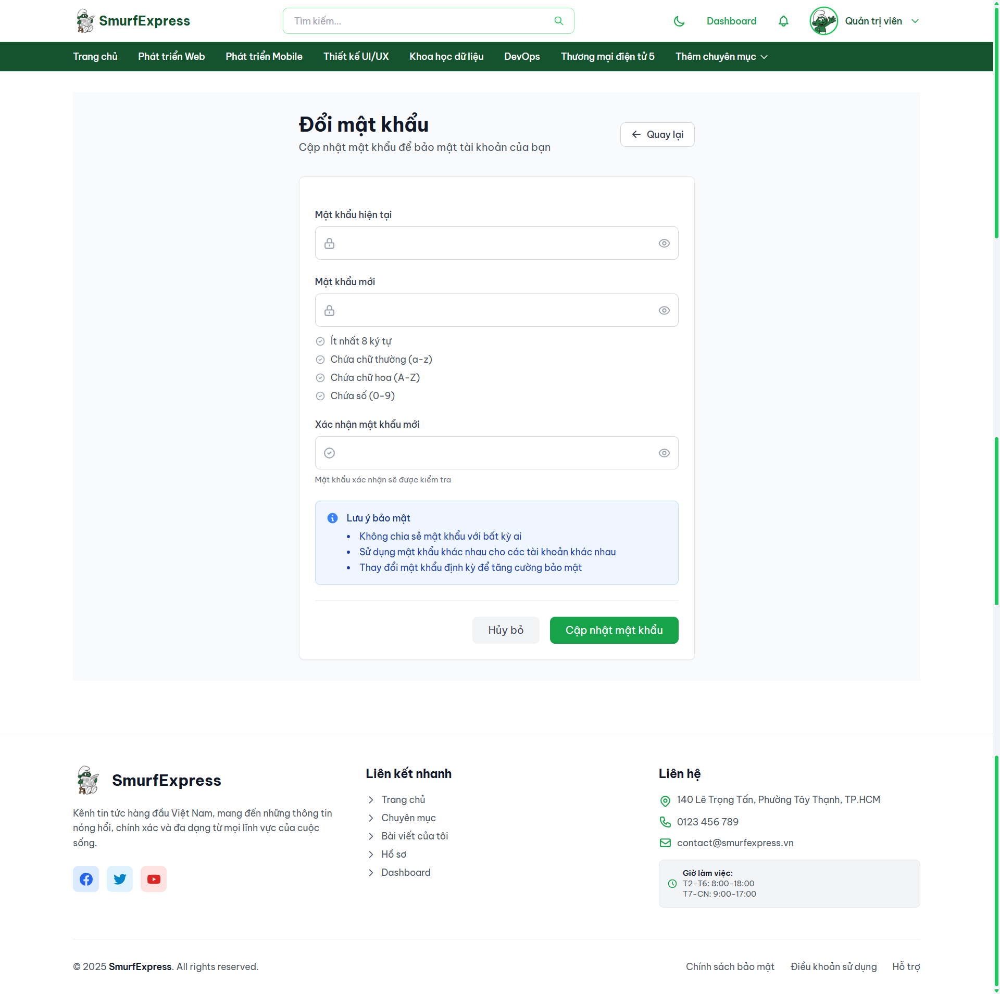 SmurfExpress
Tìm kiếm...
Dashboard
Quản trị viên
Trang chủ
Phát triển Web
Phát triển Mobile
Thiết kế UI/UX
Khoa học dữ liệu
DevOps
Thương mại điện tử 5
Thêm chuyên mục
Đổi mật khẩu
Cập nhật mật khẩu để bảo mật tài khoản của bạn
Quay lại
Mật khẩu hiện tại
Mật khẩu mới
Ít nhất 8 ký tự
Chứa chữ thường (a-z)
Chứa chữ hoa (A-Z)
Chứa số (0-9)
Xác nhận mật khẩu mới
Mật khẩu xác nhận sẽ được kiểm tra
Lưu ý bảo mật
• Không chia sẻ mật khẩu với bất kỳ ai
• Sử dụng mật khẩu khác nhau cho các tài khoản khác nhau
• Thay đổi mật khẩu định kỳ để tăng cường bảo mật
Hủy bỏ
Cập nhật mật khẩu
SmurfExpress
Kênh tin tức hàng đầu Việt Nam, mang đến những thông tin
nóng hổi, chính xác và đa dạng từ mọi lĩnh vực của cuộc
sống.
Liên kết nhanh
Trang chủ
Chuyên mục
Bài viết của tôi
Hồ sơ
Dashboard
Liên hệ
140 Lê Trọng Tấn, Phường Tây Thạnh, TP.HCM
0123 456 789
contact@smurfexpress.vn
Giờ làm việc:
T2-T6: 8:00-18:00
T7-CN: 9:00-17:00
© 2025 SmurfExpress. All rights reserved.
Chính sách bảo mật
Điều khoản sử dụng
Hỗ trợ